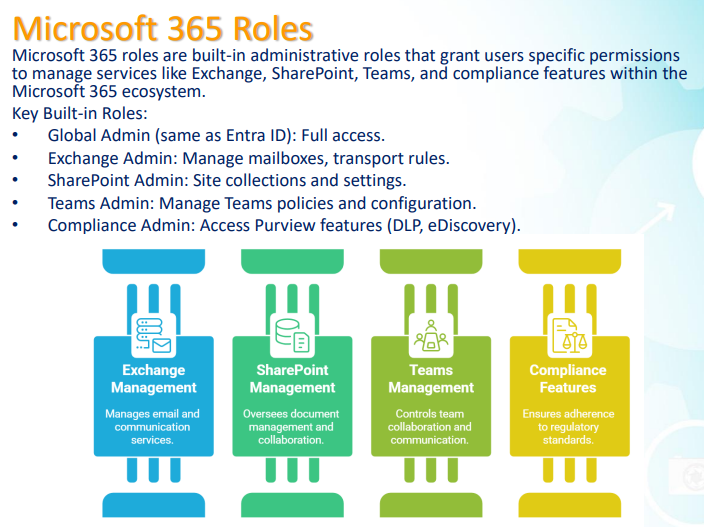 Microsoft 365 Roles
Microsoft 365 roles are built-in administrative roles that grant users specific permissions
to manage services like Exchange, SharePoint, Teams, and compliance features within the
Microsoft 365 ecosystem.
Key Built-in Roles:
• Global Admin (same as Entra ID): Full access.
• Exchange Admin: Manage mailboxes, transport rules.
• SharePoint Admin: Site collections and settings.
• Teams Admin: Manage Teams policies and configuration.
• Compliance Admin: Access Purview features (DLP, eDiscovery).
Exchange
Management
Manages email and
communication
services.
SharePoint
Management
Oversees document
management and
collaboration.
Teams
Management
Controls team
collaboration and
communication.
Compliance
Features
Ensures adherence
to regulatory
standards.